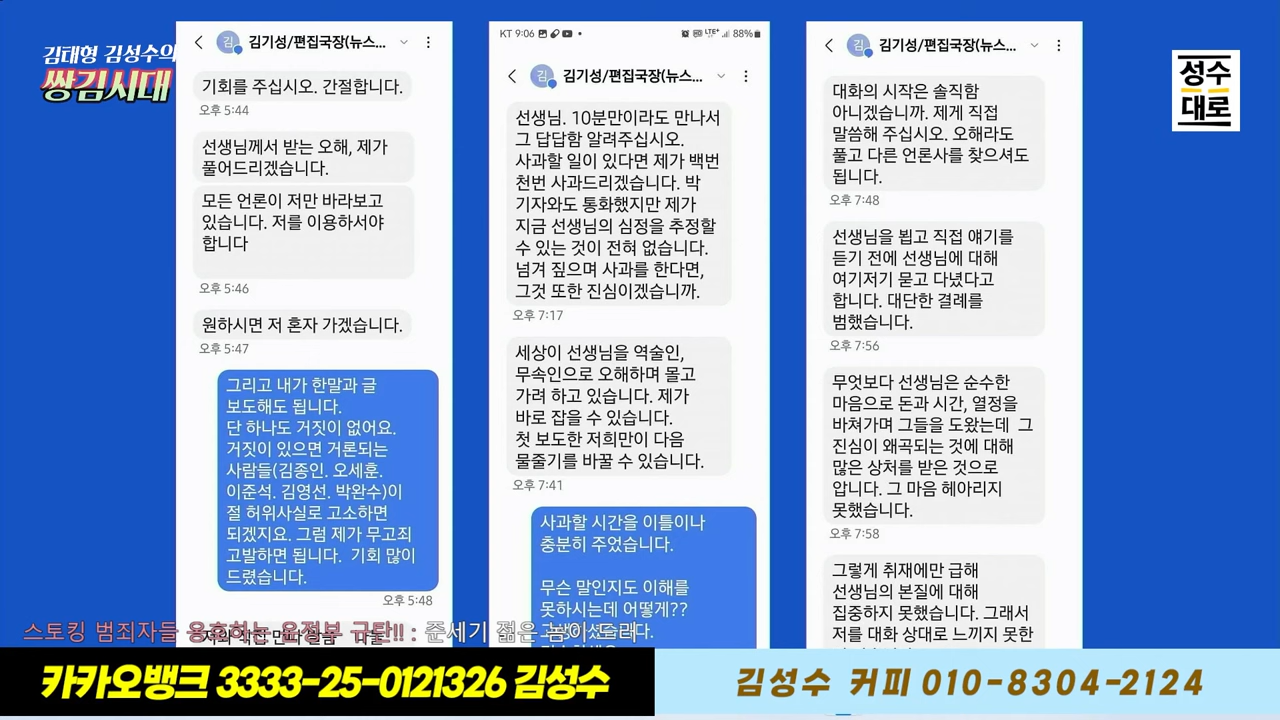 김태형 김성수의
쌍김시대
김기성/편집국장(뉴스...
기회를 주십시오. 간절합니다.
오후 5:44
선생님께서 받는 오해, 제가
풀어드리겠습니다.
모든 언론이 저만 바라보고
있습니다. 저를 이용하서야
합니다
오후 5:46
원하시면 저 혼자 가겠습니다.
오후 5:47
그리고 내가 한말과 글
보도해도 됩니다.
단 하나도 거짓이 없어요.
거짓이 있으면 거론되는
사람들(김종인. 오세훈.
이준석. 김영선. 박완수)이
절 허위사실로 고소하면
되겠지요. 그럼 제가 무고죄
고발하면 됩니다. 기회 많이
드렸습니다.
오후 5:48
KT 9:06
LTE+
88%
김
김기성/편집국장(뉴스...
선생님. 10분만이라도 만나서
그 답답함 알려주십시오.
사과할 일이 있다면 제가 백번
천번 사과드리겠습니다. 박
기자와도 통화했지만 제가
지금 선생님의 심정을 추정할
수 있는 것이 전혀 없습니다.
넘겨 짚으며 사과를 한다면,
그것 또한 진심이겠습니까.
오후 7:17
세상이 선생님을 역술인,
무속인으로 오해하며 몰고
가려 하고 있습니다. 제가
바로 잡을 수 있습니다.
첫 보도한 저희만이 다음
물줄기를 바꿀 수 있습니다.
오후 7:41
사과할 시간을 이틀이나
충분히 주었습니다.
무슨 말인지도 이해를
못하시는데 어떻게??
김
김기성/편집국장(뉴스...
대화의 시작은 솔직함
아니겠습니까. 제게 직접
말씀해 주십시오. 오해라도
풀고 다른 언론사를 찾으셔도
됩니다.
오후 7:48
선생님을 뵙고 직접 얘기를
듣기 전에 선생님에 대해
여기저기 묻고 다녔다고
합니다. 대단한 결례를
범했습니다.
오후 7:56
무엇보다 선생님은 순수한
마음으로 돈과 시간, 열정을
바쳐가며 그들을 도왔는데 그
진심이 왜곡되는 것에 대해
많은 상처를 받은 것으로
압니다. 그 마음 헤아리지
못했습니다.
오후 7:58
그렇게 취재에만 급해
선생님의 본질에 대해
집중하지 못했습니다. 그래서
저를 대화 상대로 느끼지 못한
성수
대로
스토킹 범죄자들 옹호하는 윤정부 규탄!! : 준세기 젊은 놈이
카카오뱅크 3333-25-0121326 김성수
김성수 커피 010-8304-2124